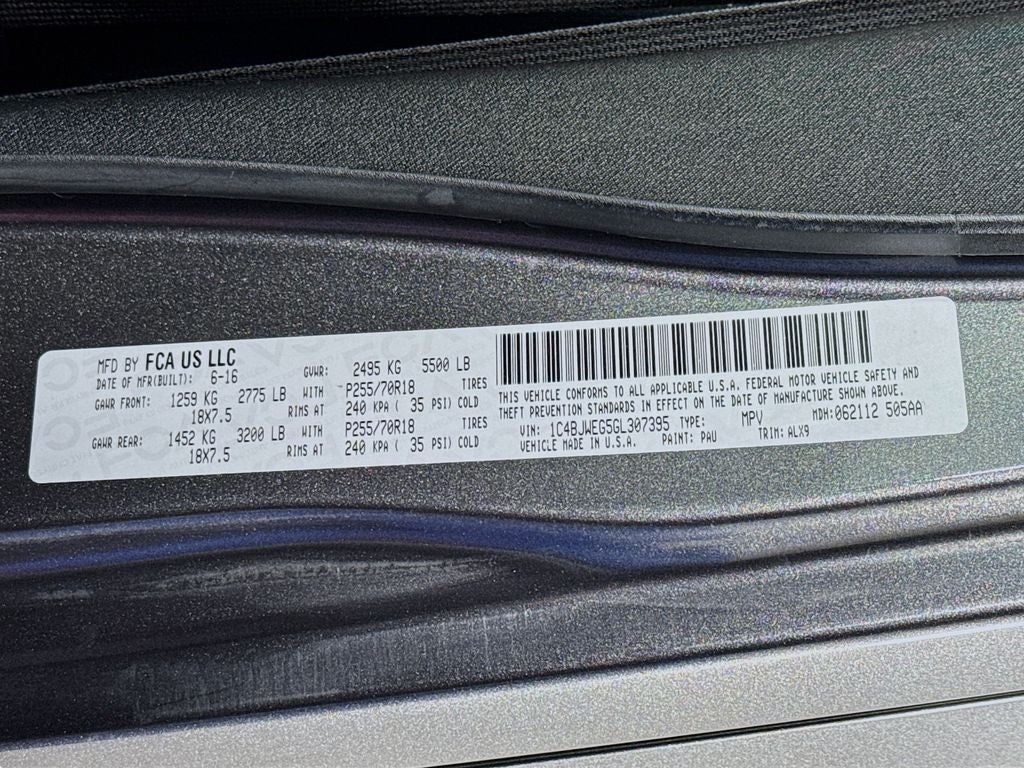 MFD BY FCA US LLC
DATE OF MFR(BUILT): 6-16 GVWR: 2495 KG 5500 LB
GAWR FRONT: 1259 KG 2775 LB WITH P255/70R18 TIRES
18X7.5 RIMS AT 240 KPA ( 35 PSI) COLD
GAWR REAR: 1452 KG 3200 LB WITH P255/70R18 TIRES
18X7.5 RIMS AT 240 KPA ( 35 PSI) COLD
THIS VEHICLE CONFORMS TO ALL APPLICABLE U.S.A. FEDERAL MOTOR VEHICLE SAFETY AND
THEFT PREVENTION STANDARDS IN EFFECT ON THE DATE OF MANUFACTURE SHOWN ABOVE.
VIN: 1C4BJWEG5GL307395 TYPE: MPV MDH: 062112 505AA
VEHICLE MADE IN U.S.A. PAINT: PAU TRIM: ALX9